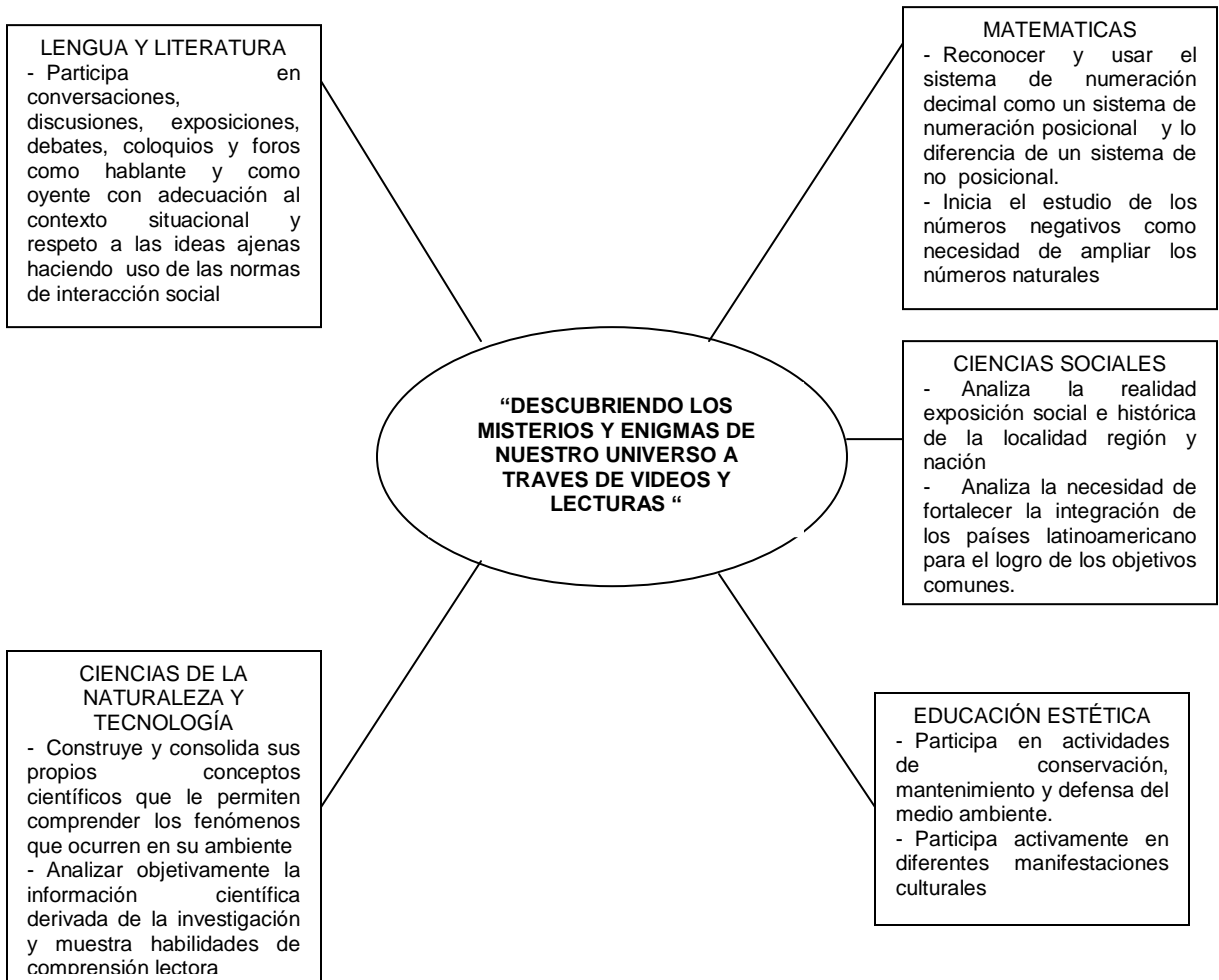 LENGUA Y LITERATURA
- Participa en
conversaciones,
discusiones, exposiciones,
debates, coloquios y foros
como hablante y como
oyente con adecuación al
contexto situacional y
respeto a las ideas ajenas
haciendo uso de las normas
de interacción social
MATEMATICAS
- Reconocer y usar el
sistema de numeración
decimal como un sistema de
numeración posicional y lo
diferencia de un sistema de
no posicional.
- Inicia el estudio de los
números negativos como
necesidad de ampliar los
números naturales
“DESCUBRIENDO LOS
MISTERIOS Y ENIGMAS DE
NUESTRO UNIVERSO A
TRAVES DE VIDEOS Y
LECTURAS “
CIENCIAS SOCIALES
- Analiza la realidad
exposición social e histórica
de la localidad región y
nación
- Analiza la necesidad de
fortalecer la integración de
los países latinoamericano
para el logro de los objetivos
comunes.
CIENCIAS DE LA
NATURALEZA Y
TECNOLOGÍA
- Construye y consolida sus
propios conceptos
científicos que le permiten
comprender los fenómenos
que ocurren en su ambiente
- Analizar objetivamente la
información científica
derivada de la investigación
y muestra habilidades de
comprensión lectora
EDUCACIÓN ESTÉTICA
- Participa en actividades
de conservación,
mantenimiento y defensa del
medio ambiente.
- Participa activamente en
diferentes manifestaciones
culturales